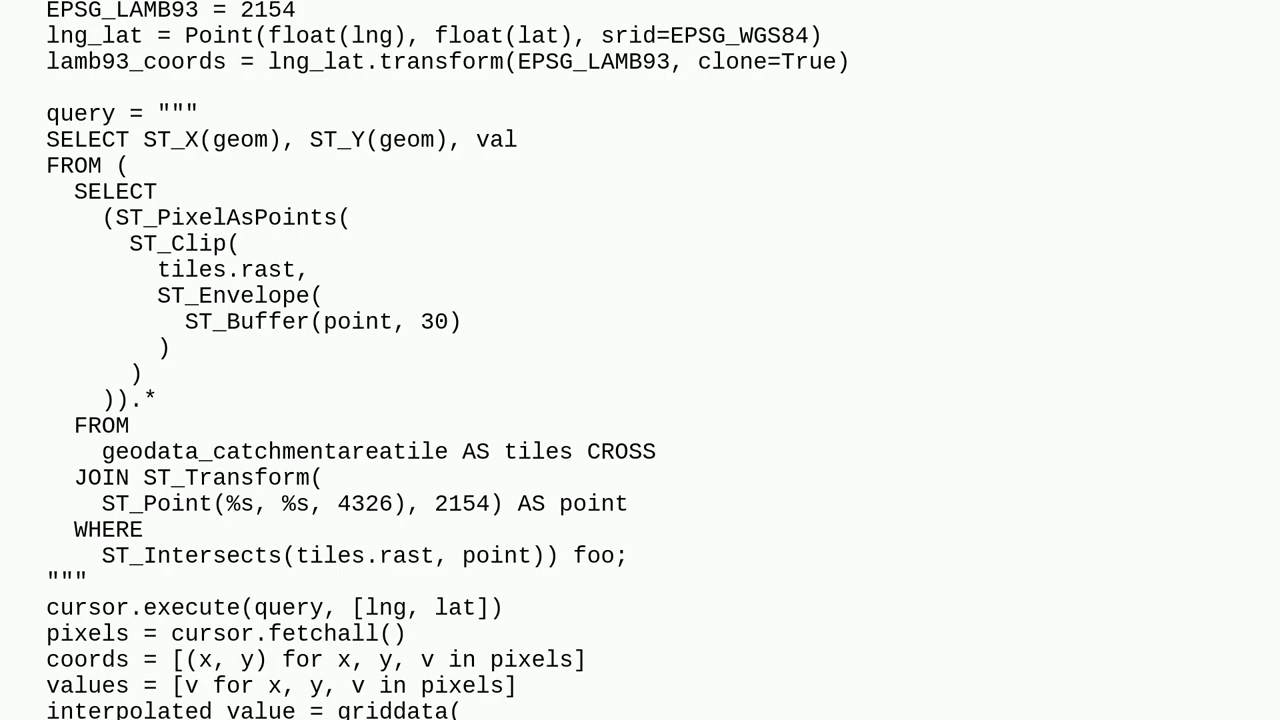 EPSG_LAMB93 = 2154
lng_lat = Point(float(lng), float(lat), srid=EPSG_WGS84)
lamb93_coords = lng_lat.transform(EPSG_LAMB93, clone=True)

query = """
SELECT ST_X(geom), ST_Y(geom), val
FROM (
  SELECT
    (ST_PixelAsPoints(
      ST_Clip(
        tiles.rast,
        ST_Envelope(
          ST_Buffer(point, 30)
        )
      )
    )).*
  FROM
    geodata_catchmentareatile AS tiles CROSS
  JOIN ST_Transform(
    ST_Point(%s, %s, 4326), 2154) AS point
  WHERE
    ST_Intersects(tiles.rast, point)) foo;
"""
cursor.execute(query, [lng, lat])
pixels = cursor.fetchall()
coords = [(x, y) for x, y, v in pixels]
values = [v for x, y, v in pixels]
interpolated_value = griddata(